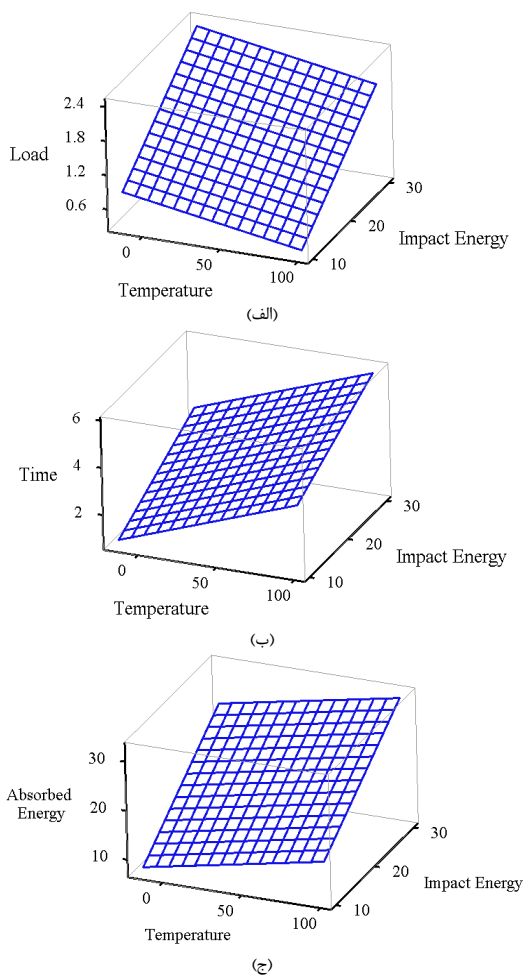 2.4
1.8
Load
1.2
0.6
30
20
Impact Energy
10
0
50
100
Temperature
(الف)
6
4
Time
2
30
20
Impact Energy
10
0
50
100
Temperature
(ب)
30
Absorbed
Energy
20
10
30
20
Impact Energy
10
0
50
100
Temperature
(ج)